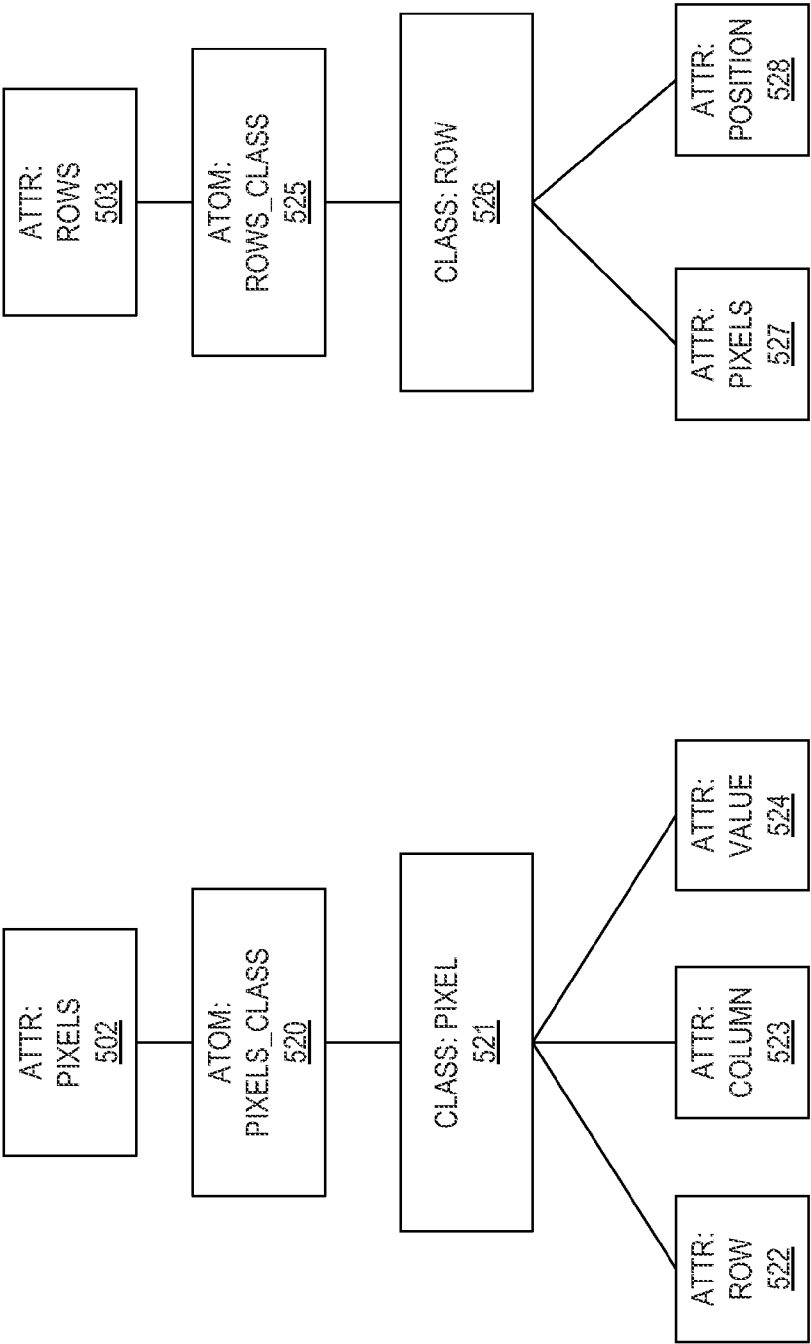 ATTR:
PIXELS
502
ATOM:
PIXELS_CLASS
520
CLASS: PIXEL
521
ATTR:
ROW
522
ATTR:
COLUMN
523
ATTR:
VALUE
524
ATTR:
ROWS
503
ATOM:
ROWS_CLASS
525
CLASS: ROW
526
ATTR:
PIXELS
527
ATTR:
POSITION
528